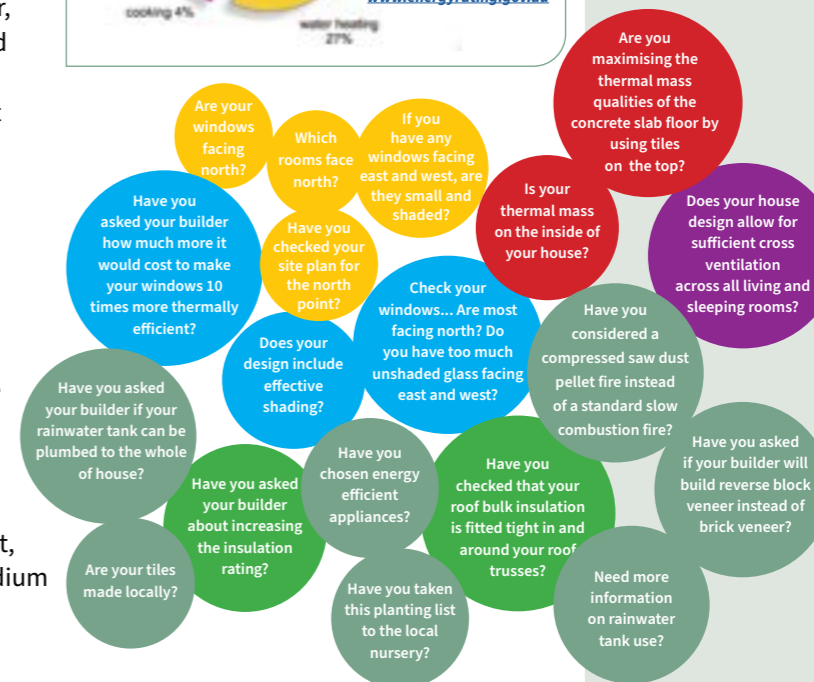 r,
d
cooking 4%
www.energyrating.gov.au
water heating
27%
t
Are your
windows
facing
north?
Which
rooms face
north?
If you
have any
windows facing
east and west, are
they small and
shaded?
Are you
maximising the
thermal mass
qualities of the
concrete slab floor by
using tiles
on the top?
Is your
thermal mass
on the inside of
your house?
Does your house
design allow for
sufficient cross
ventilation
across all living and
sleeping rooms?
Have you
asked your builder
how much more it
would cost to make
your windows 10
times more thermally
efficient?
Have you
checked your
site plan for
the north
point?
Check your
windows... Are most
facing north? Do
you have too much
unshaded glass facing
east and west?
Does your
design include
effective
shading?
Have you
considered a
compressed saw dust
pellet fire instead
of a standard slow
combustion fire?
Have you asked
your builder if your
rainwater tank can be
plumbed to the whole
of house?
Have you asked
your builder
about increasing
the insulation
rating?
Have you
chosen energy
efficient
appliances?
Have you
checked that your
roof bulk insulation
is fitted tight in and
around your roof
trusses?
Have you asked
if your builder will
build reverse block
veneer instead of
brick veneer?
t,
dium
Are your tiles
made locally?
Have you taken
this planting list
to the local
nursery?
Need more
information
on rainwater
tank use?